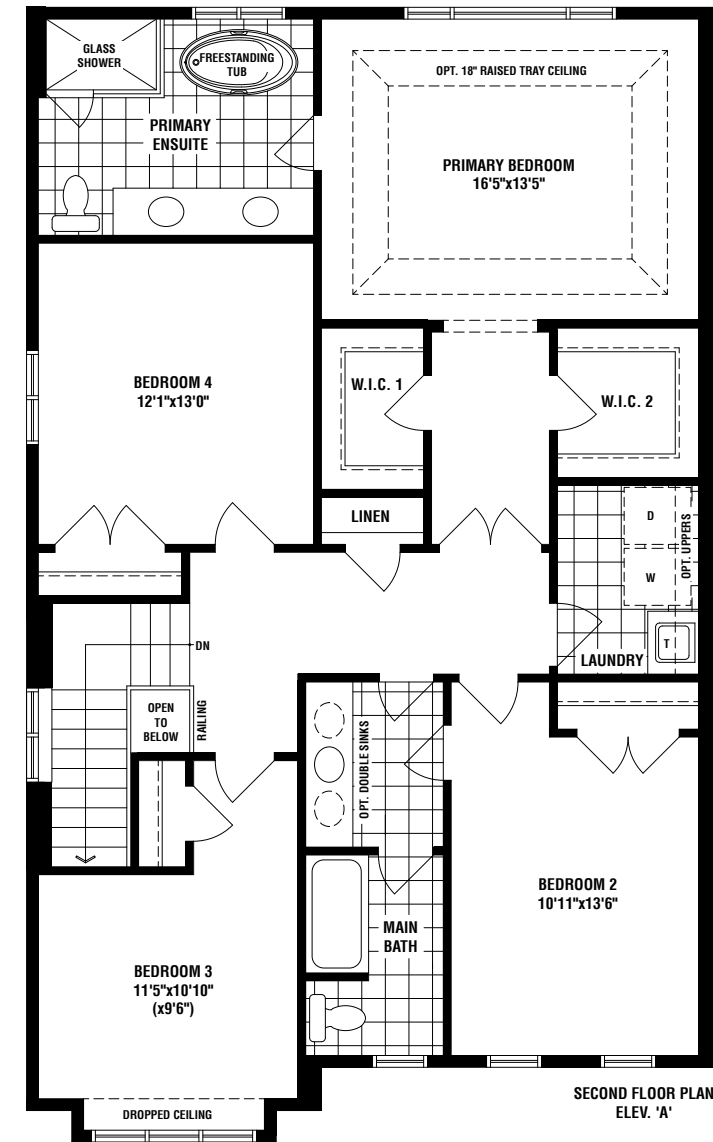 GLASS
SHOWER
FREESTANDING
TUB
OPT. 18" RAISED TRAY CEILING
PRIMARY
ENSUITE
PRIMARY BEDROOM
16'5"x13'5"
BEDROOM 4
12'1"x13'0"
W.I.C. 1
W.I.C. 2
LINEN
D
OPT. UPPERS
W
T
LAUNDRY
DN
OPEN
TO
BELOW
RAILING
OPT. DOUBLE SINKS
BEDROOM 2
10'11"x13'6"
MAIN
BATH
BEDROOM 3
11'5"x10'10"
(x9'6")
DROPPED CEILING
SECOND FLOOR PLAN
ELEV. 'A'